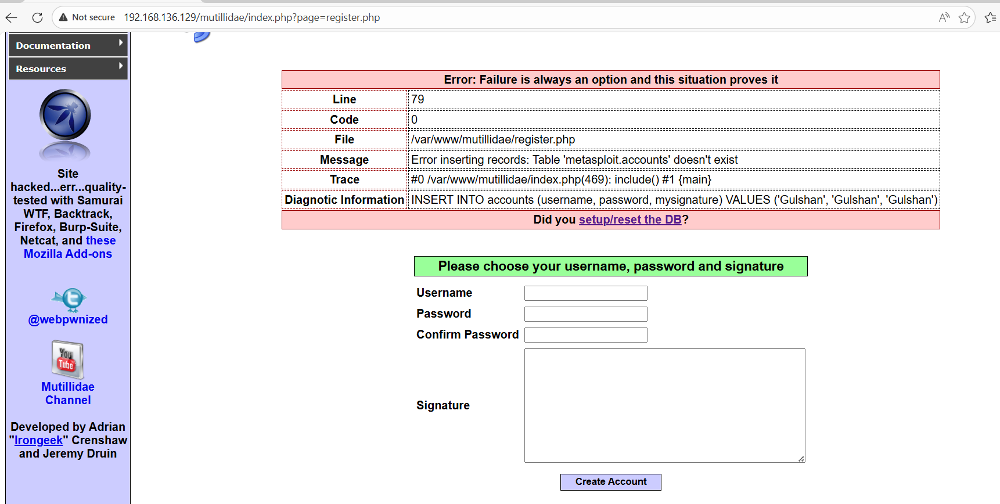 Not secure 192.168.136.129/mutillidae/index.php?page=register.php
Documentation
Resources
Site
hacked...err...quality-
tested with Samurai
WTF, Backtrack,
Firefox, Burp-Suite,
Netcat, and these
Mozilla Add-ons
@webpwnized
You
Tube
Mutillidae
Channel
Developed by Adrian
"Irongeek" Crenshaw
and Jeremy Druin
Error: Failure is always an option and this situation proves it
Line 79
Code 0
File /var/www/mutillidae/register.php
Message Error inserting records: Table 'metasploit.accounts' doesn't exist
Trace #0 /var/www/mutillidae/index.php(469): include() #1 {main}
Diagnotic Information INSERT INTO accounts (username, password, mysignature) VALUES ('Gulshan', 'Gulshan', 'Gulshan')
Did you setup/reset the DB?
Please choose your username, password and signature
Username
Password
Confirm Password
Signature
Create Account